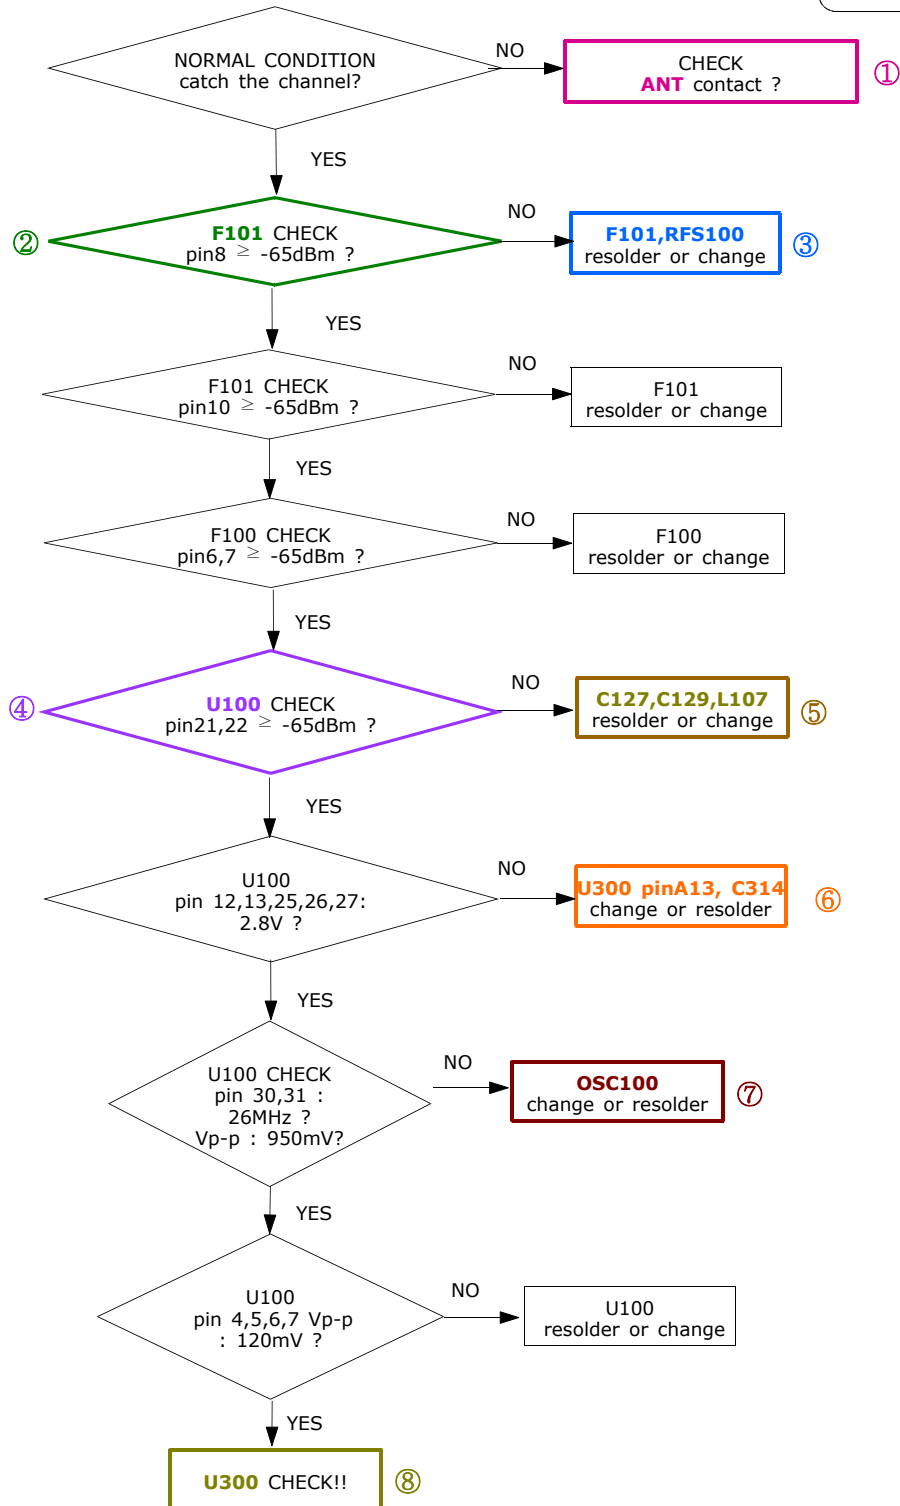 NORMAL CONDITION
catch the channel?
NO
CHECK
ANT contact ?
①
YES
②
F101 CHECK
pin8 ≥ -65dBm ?
NO
F101,RFS100
resolder or change
③
YES
F101 CHECK
pin10 ≥ -65dBm ?
NO
F101
resolder or change
YES
F100 CHECK
pin6,7 ≥ -65dBm ?
NO
F100
resolder or change
YES
④
U100 CHECK
pin21,22 ≥ -65dBm ?
NO
C127,C129,L107
resolder or change
⑤
YES
U100
pin 12,13,25,26,27:
2.8V ?
NO
U300 pinA13, C314
change or resolder
⑥
YES
U100 CHECK
pin 30,31 :
26MHz ?
Vp-p : 950mV?
NO
OSC100
change or resolder
⑦
YES
U100
pin 4,5,6,7 Vp-p
: 120mV ?
NO
U100
resolder or change
YES
U300 CHECK!!
⑧